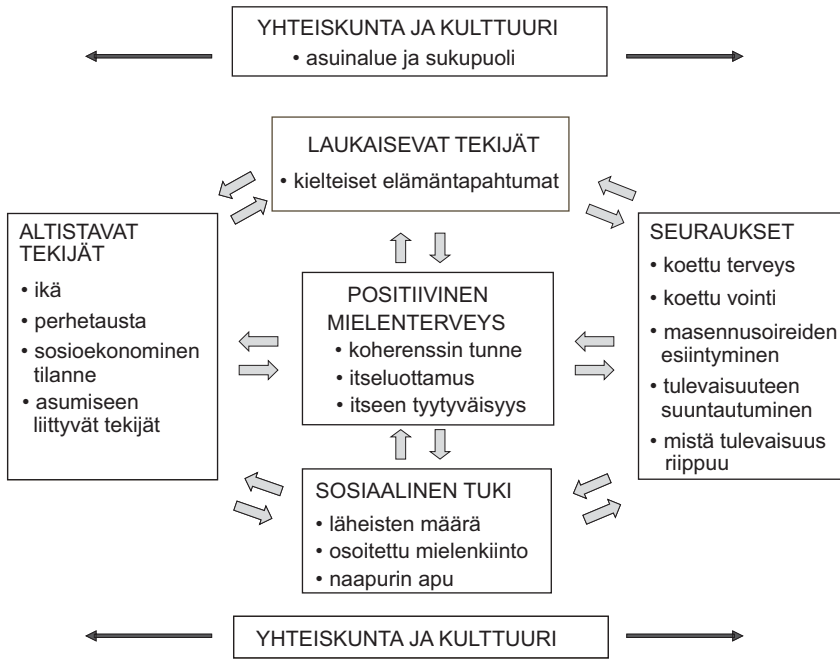 YHTEISKUNTA JA KULTTUURI
• asuinalue ja sukupuoli
LAUKAISEVAT TEKIJÄT
• kielteiset elämäntapahtumat
ALTISTAVAT
TEKIJÄT
• ikä
• perhetausta
• sosioekonominen
tilanne
• asumiseen
liittyvät tekijät
POSITIIVINEN
MIELENTERVEYS
• koherenssin tunne
• itseluottamus
• itseen tyytyväisyys
SEURAUKSET
• koettu terveys
• koettu vointi
• masennusoireiden
esiintyminen
• tulevaisuuteen
suuntautuminen
• mistä tulevaisuus
riippuu
SOSIAALINEN TUKI
• läheisten määrä
• osoitettu mielenkiinto
• naapurin apu
YHTEISKUNTA JA KULTTUURI